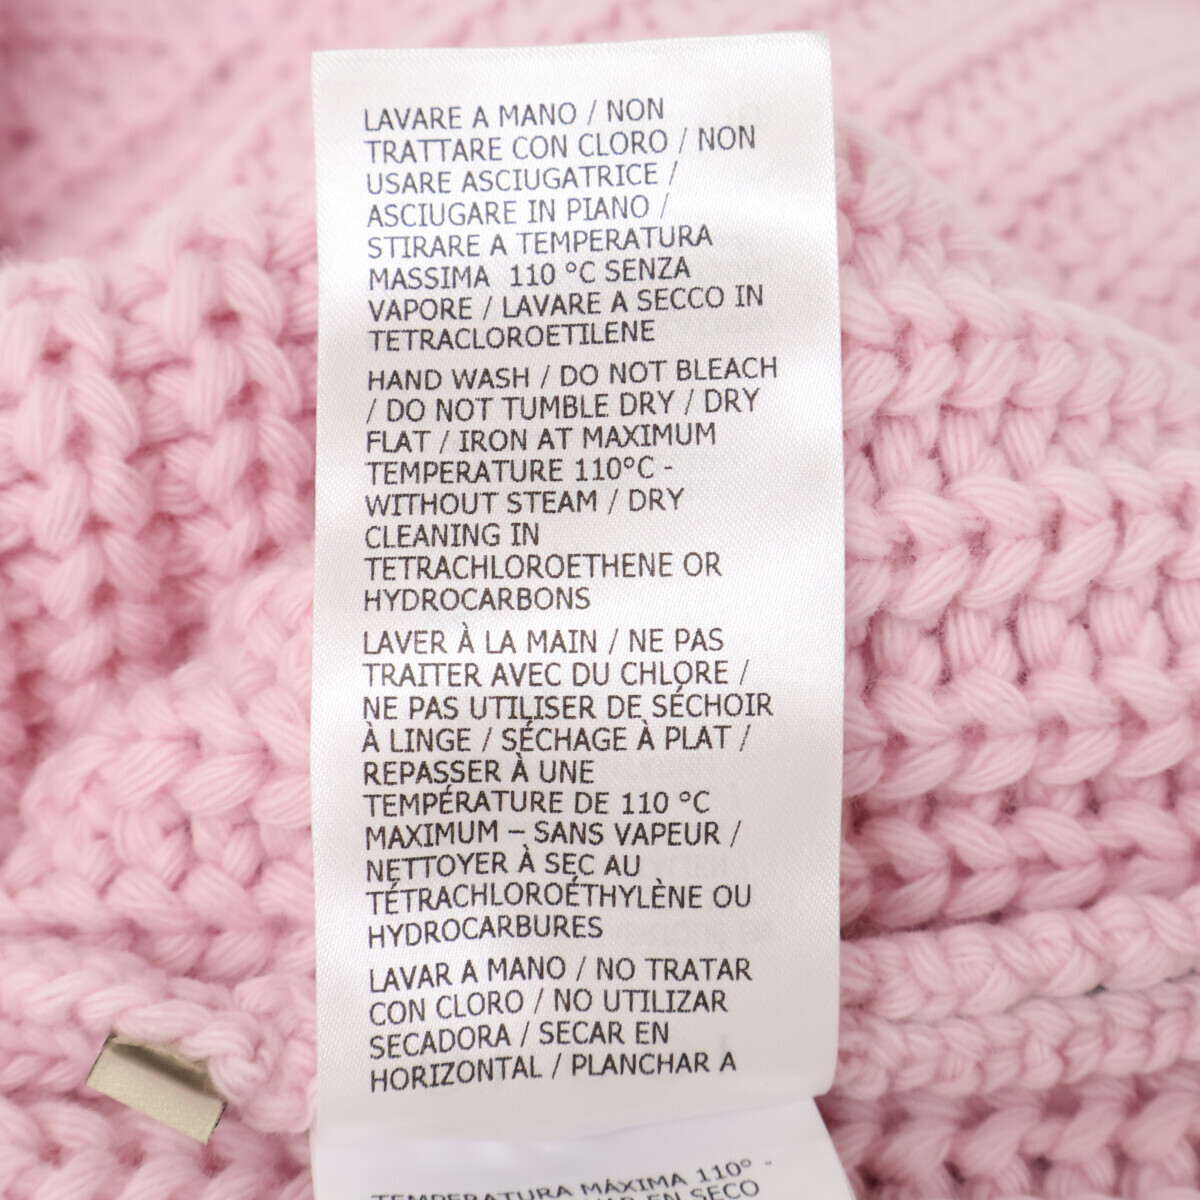 LAVARE A MANO / NON
TRATTARE CON CLORO / NON
USARE ASCIUGATRICE /
ASCIUGARE IN PIANO /
STIRARE A TEMPERATURA
MASSIMA 110 °C SENZA
VAPORE / LAVARE A SECCO IN
TETRACLOROETILENE
HAND WASH / DO NOT BLEACH
/ DO NOT TUMBLE DRY / DRY
FLAT / IRON AT MAXIMUM
TEMPERATURE 110°C -
WITHOUT STEAM / DRY
CLEANING IN
TETRACHLOROETHENE OR
HYDROCARBONS
LAVER À LA MAIN / NE PAS
TRAITER AVEC DU CHLORE /
NE PAS UTILISER DE SÉCHOIR
À LINGE / SÉCHAGE À PLAT /
REPASSER À UNE
TEMPÉRATURE DE 110 °C
MAXIMUM – SANS VAPEUR /
NETTOYER À SEC AU
TÉTRACHLOROÉTHYLÈNE OU
HYDROCARBURES
LAVAR A MANO / NO TRATAR
CON CLORO / NO UTILIZAR
SECADORA / SECAR EN
HORIZONTAL / PLANCHAR A
TEMPERATURA MÁXIMA 110° -
EN SECO